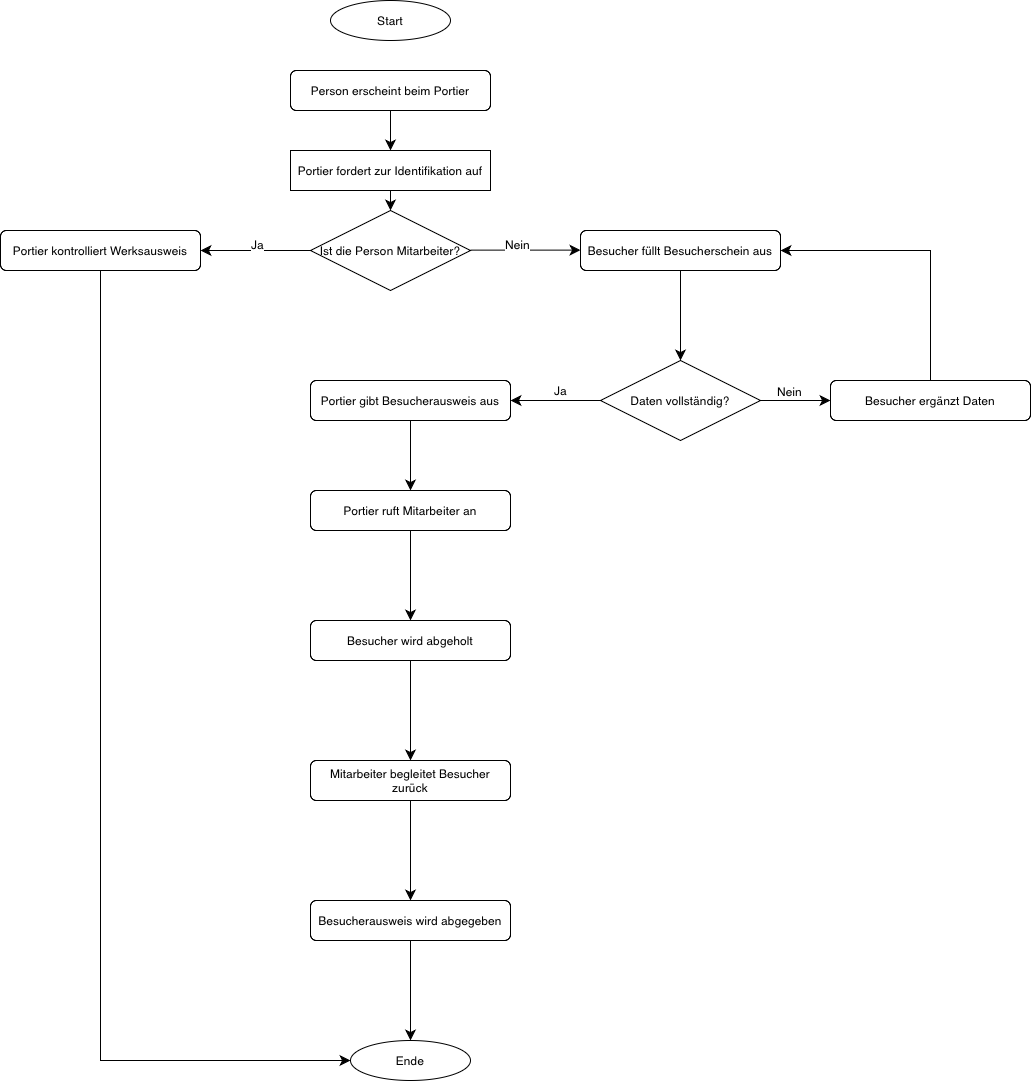 Start
Person erscheint beim Portier
Portier fordert zur Identifikation auf
Portier kontrolliert Werksausweis
Ja
Ist die Person Mitarbeiter?
Nein
Besucher füllt Besucherschein aus
Portier gibt Besucherausweis aus
Ja
Daten vollständig?
Nein
Besucher ergänzt Daten
Portier ruft Mitarbeiter an
Besucher wird abgeholt
Mitarbeiter begleitet Besucher
zurück
Besucherausweis wird abgegeben
Ende